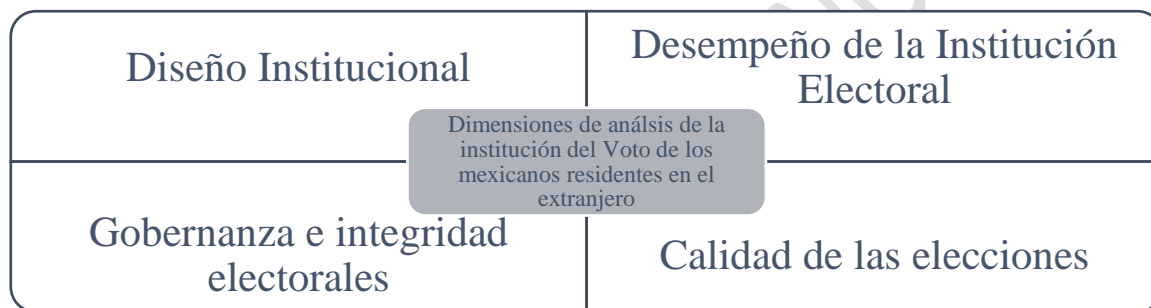 Diseño Institucional
Desempeño de la Institución
Electoral
Dimensiones de análsis de la
institución del Voto de los
mexicanos residentes en el
extranjero
Gobernanza e integridad
electorales
Calidad de las elecciones